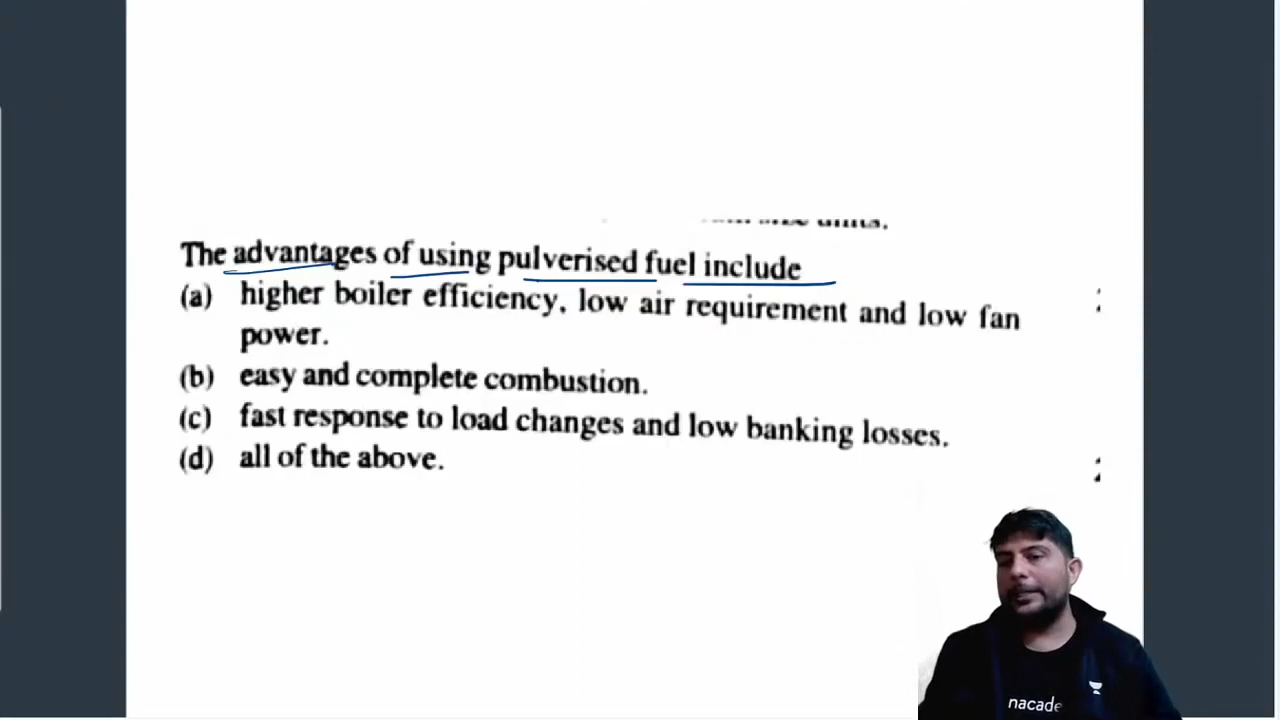 units.
The advantages of using pulverised fuel include
(a) higher boiler efficiency, low air requirement and low fan
power.
(b) easy and complete combustion.
(c) fast response to load changes and low banking losses.
(d) all of the above.
nacade